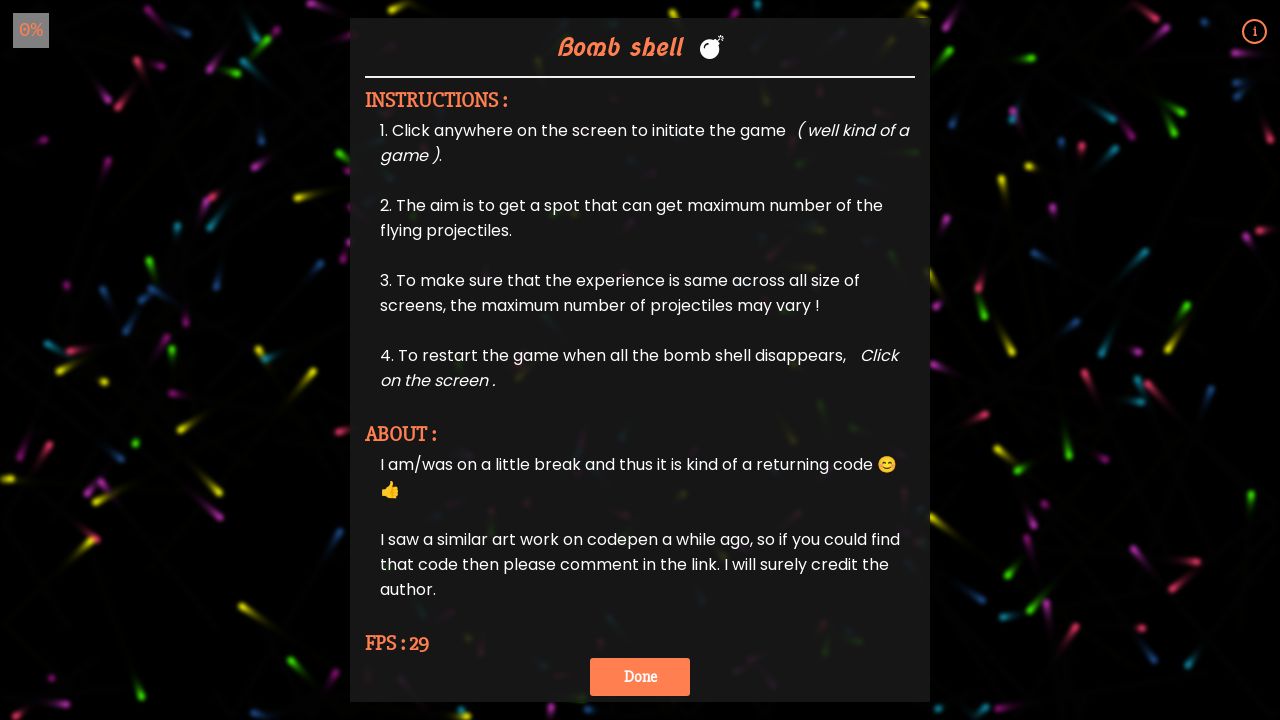 0%
i
Bomb shell 💣
INSTRUCTIONS :
1. Click anywhere on the screen to initiate the game ( well kind of a
game ).
2. The aim is to get a spot that can get maximum number of the
flying projectiles.
3. To make sure that the experience is same across all size of
screens, the maximum number of projectiles may vary !
4. To restart the game when all the bomb shell disappears, Click
on the screen .
ABOUT :
I am/was on a little break and thus it is kind of a returning code 😊
👍
I saw a similar art work on codepen a while ago, so if you could find
that code then please comment in the link. I will surely credit the
author.
FPS : 29
Done